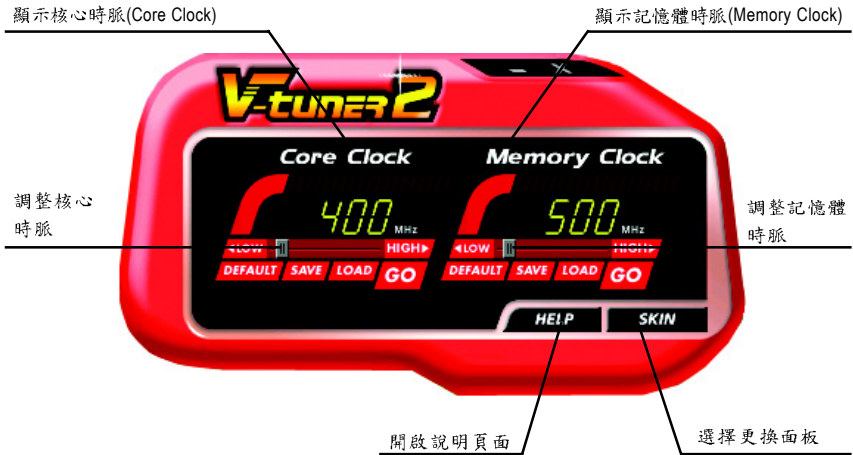 顯示核心時脈(Core Clock)
顯示記憶體時脈(Memory Clock)
V-tuner2
Core Clock
Memory Clock
調整核心
時脈
400 MHz
500 MHz
調整記憶體
時脈
◄LOW HIGH►
◄LOW HIGH►
DEFAULT SAVE LOAD GO
DEFAULT SAVE LOAD GO
HELP
SKIN
開啟說明頁面
選擇更換面板